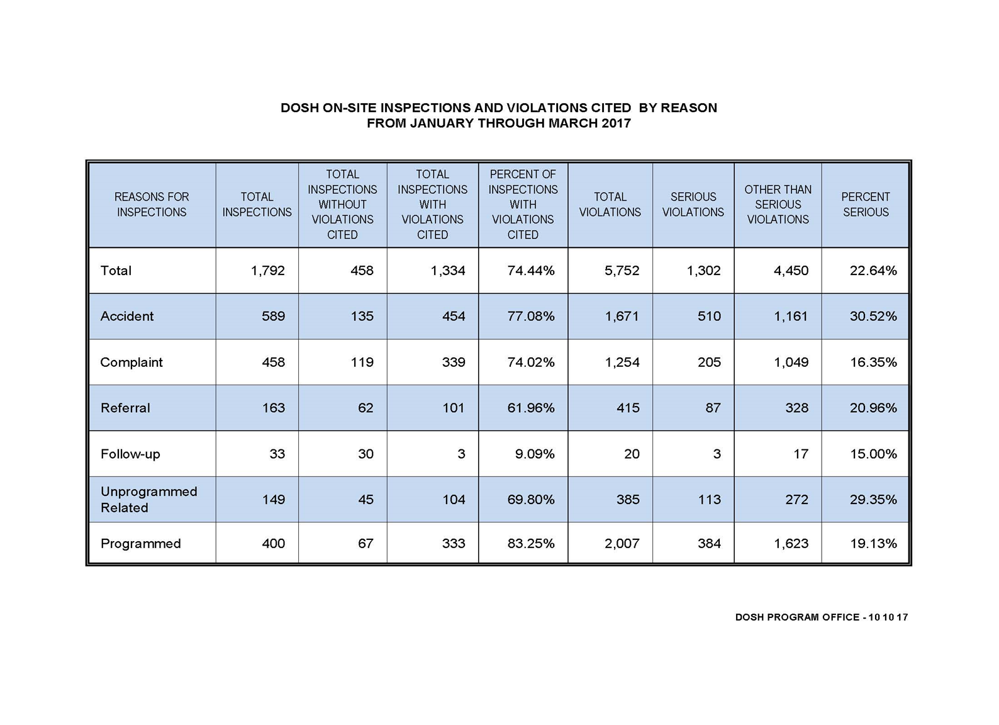 DOSH ON-SITE INSPECTIONS AND VIOLATIONS CITED BY REASON
FROM JANUARY THROUGH MARCH 2017
REASONS FOR
INSPECTIONS
TOTAL
INSPECTIONS
TOTAL
INSPECTIONS
WITHOUT
VIOLATIONS
CITED
TOTAL
INSPECTIONS
WITH
VIOLATIONS
CITED
PERCENT OF
INSPECTIONS
WITH
VIOLATIONS
CITED
TOTAL
VIOLATIONS
SERIOUS
VIOLATIONS
OTHER THAN
SERIOUS
VIOLATIONS
PERCENT
SERIOUS
Total 1,792 458 1,334 74.44% 5,752 1,302 4,450 22.64%
Accident 589 135 454 77.08% 1,671 510 1,161 30.52%
Complaint 458 119 339 74.02% 1,254 205 1,049 16.35%
Referral 163 62 101 61.96% 415 87 328 20.96%
Follow-up 33 30 3 9.09% 20 3 17 15.00%
Unprogrammed
Related 149 45 104 69.80% 385 113 272 29.35%
Programmed 400 67 333 83.25% 2,007 384 1,623 19.13%
DOSH PROGRAM OFFICE - 10 10 17